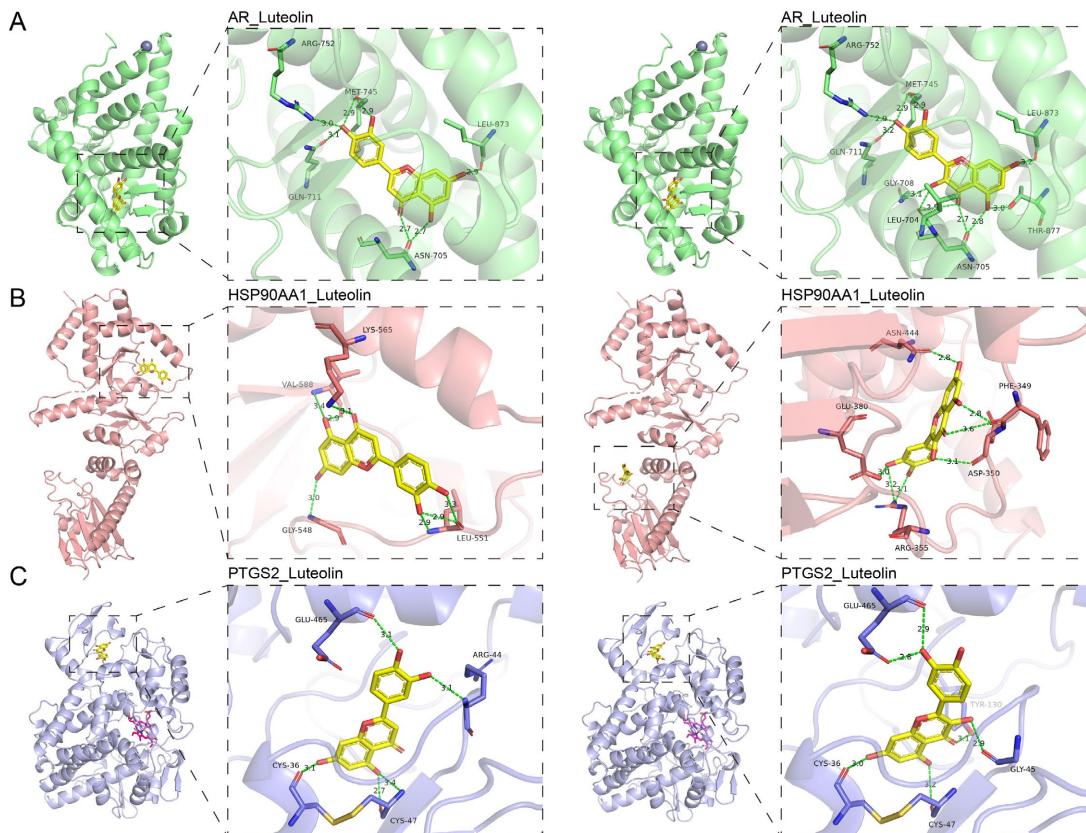 A
AR_Luteolin
ARG-752
MET-745
2.9
2.9
3.0
3.1
LEU-873
GLN-711
2.9
2.7
2.7
ASN-705
AR_Luteolin
ARG-752
MET-745
2.9
2.9
2.9
3.2
LEU-873
GLN-711
3.2
GLY-708
3.1
3.0
LEU-704
2.7
2.8
THR-877
ASN-705
B
HSP90AA1_Luteolin
LYS-565
VAL-588
3.4
3.1
2.9
3.0
3.3
2.9
2.9
GLY-548
LEU-551
HSP90AA1_Luteolin
ASN-444
2.8
PHE-349
GLU-380
2.8
3.6
3.1
ASP-350
3.0
3.2
3.1
ARG-355
C
PTGS2_Luteolin
GLU-465
3.1
ARG-44
3.1
CYS-36
3.1
3.4
2.7
CYS-47
PTGS2_Luteolin
GLU-465
2.9
2.8
TYR-130
3.1
2.9
CYS-36
3.0
GLY-45
3.2
CYS-47